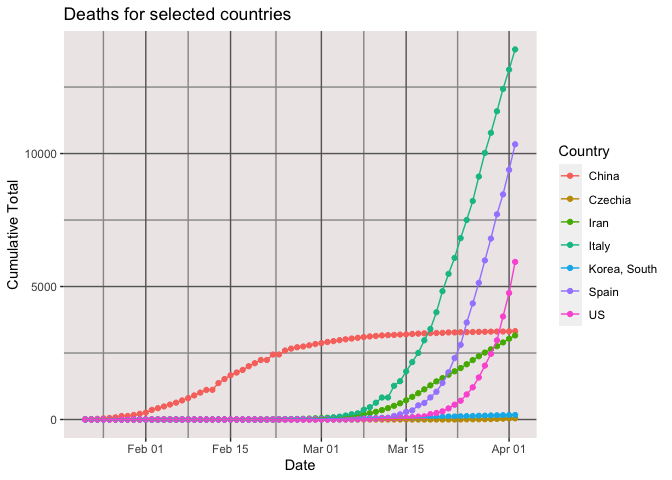 Deaths for selected countries
Cumulative Total
10000
5000
0
Feb 01
Feb 15
Mar 01
Mar 15
Apr 01
Date
Country
China
Czechia
Iran
Italy
Korea, South
Spain
US